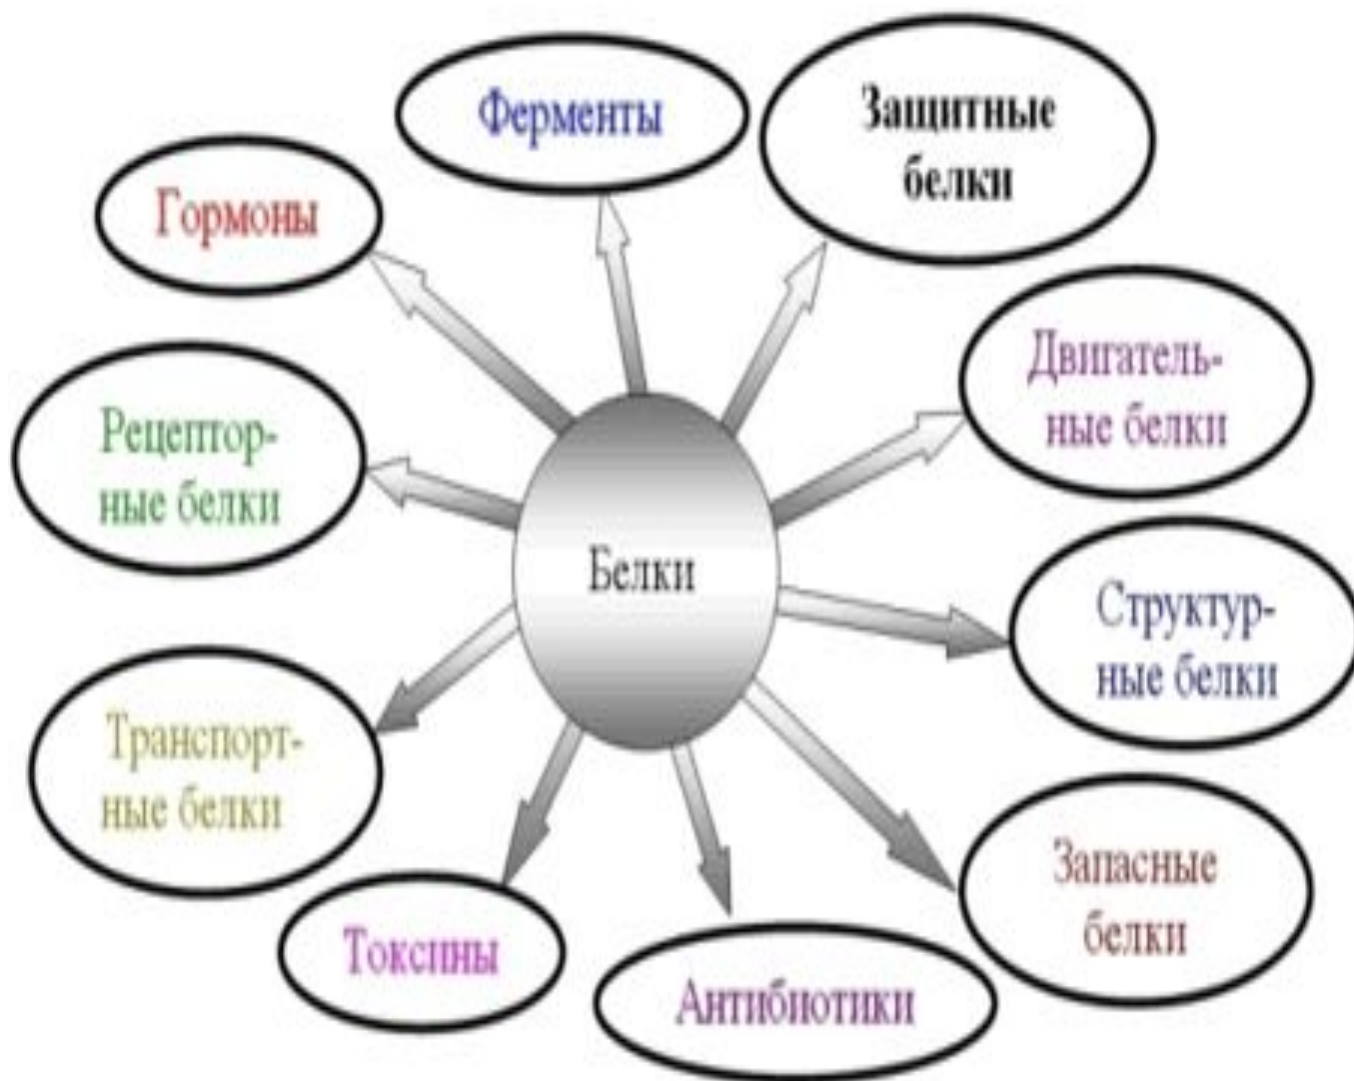 Ферменты
Защитные
белки
Гормоны
Двигатель-
ные белки
Рецептор-
ные белки
Белки
Структур-
ные белки
Транспорт-
ные белки
Запасные
белки
Токсины
Антибиотики